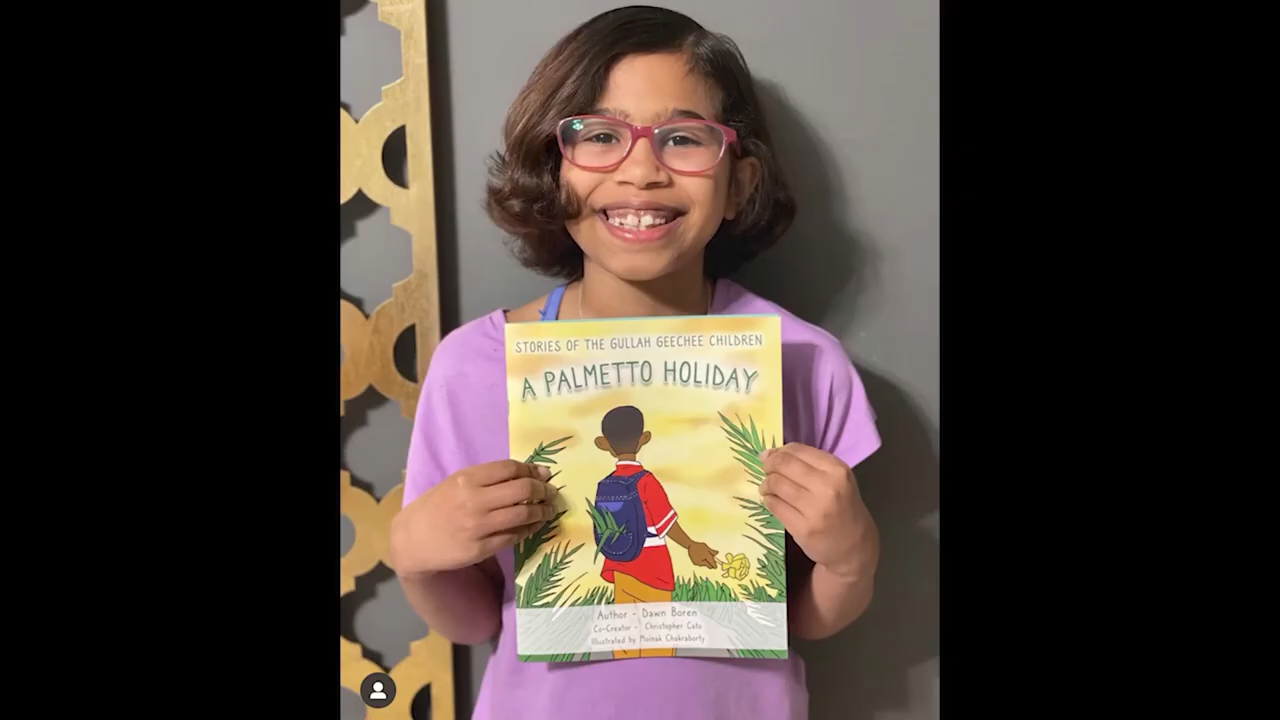 STORIES OF THE GULLAH GEECHEE CHILDREN
A PALMETTO HOLIDAY
Author - Dawn Boren
Co-Creator - Christopher Cato
Illustrated by Moinak Chakraborty